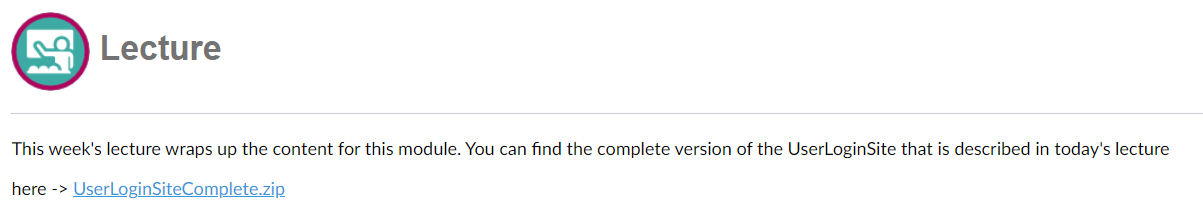 Lecture
This week's lecture wraps up the content for this module. You can find the complete version of the UserLoginSite that is described in today's lecture
here -> UserLoginSiteComplete.zip